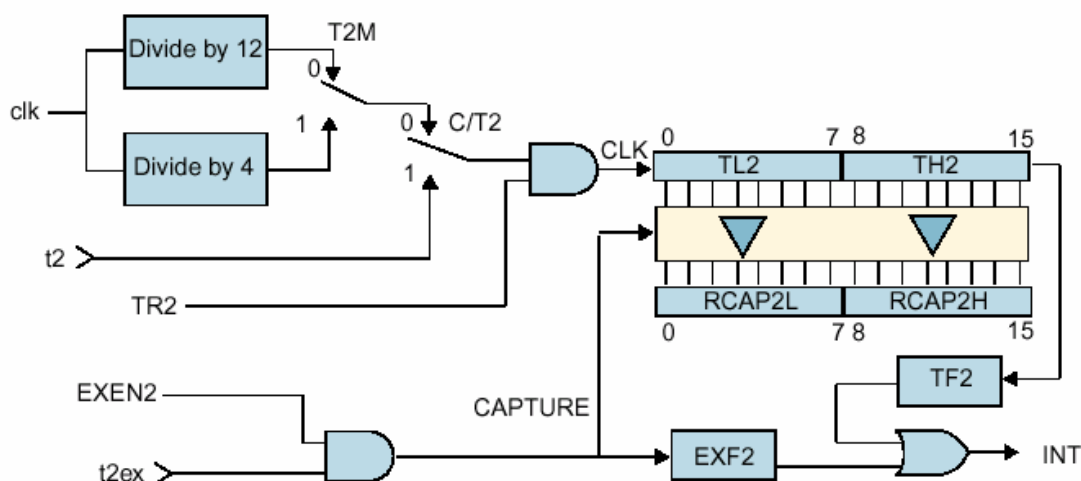 T2M
Divide by 12
0
clk
1
0
C/T2
Divide by 4
1
CLK
0
7
8
15
TL2
TH2
t2
TR2
RCAP2L
RCAP2H
0
7
8
15
EXEN2
CAPTURE
TF2
t2ex
EXF2
INT